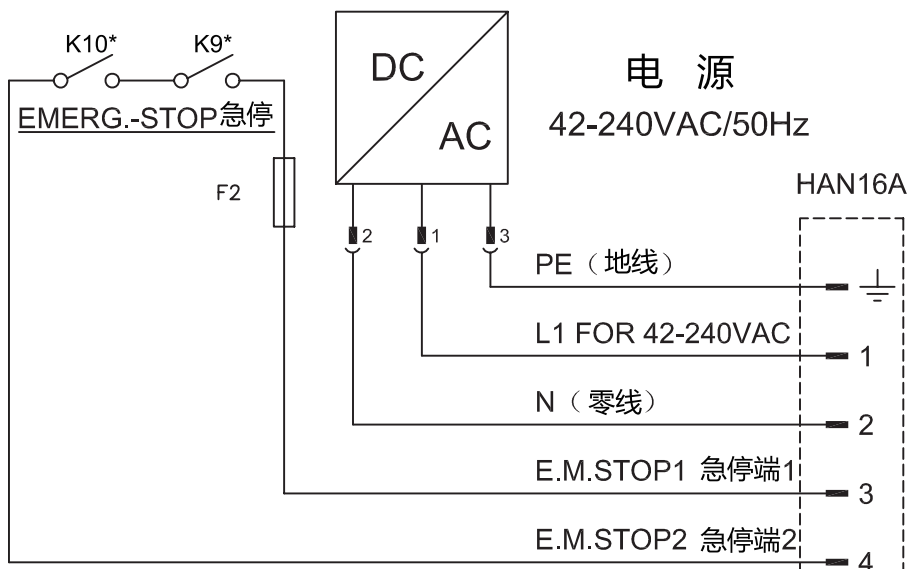 K10*
K9*
EMERG.-STOP急停
F2
DC
AC
电 源
42-240VAC/50Hz
HAN16A
2
1
3
PE（地线）
L1 FOR 42-240VAC
1
N（零线）
2
E.M.STOP1 急停端1
3
E.M.STOP2 急停端2
4